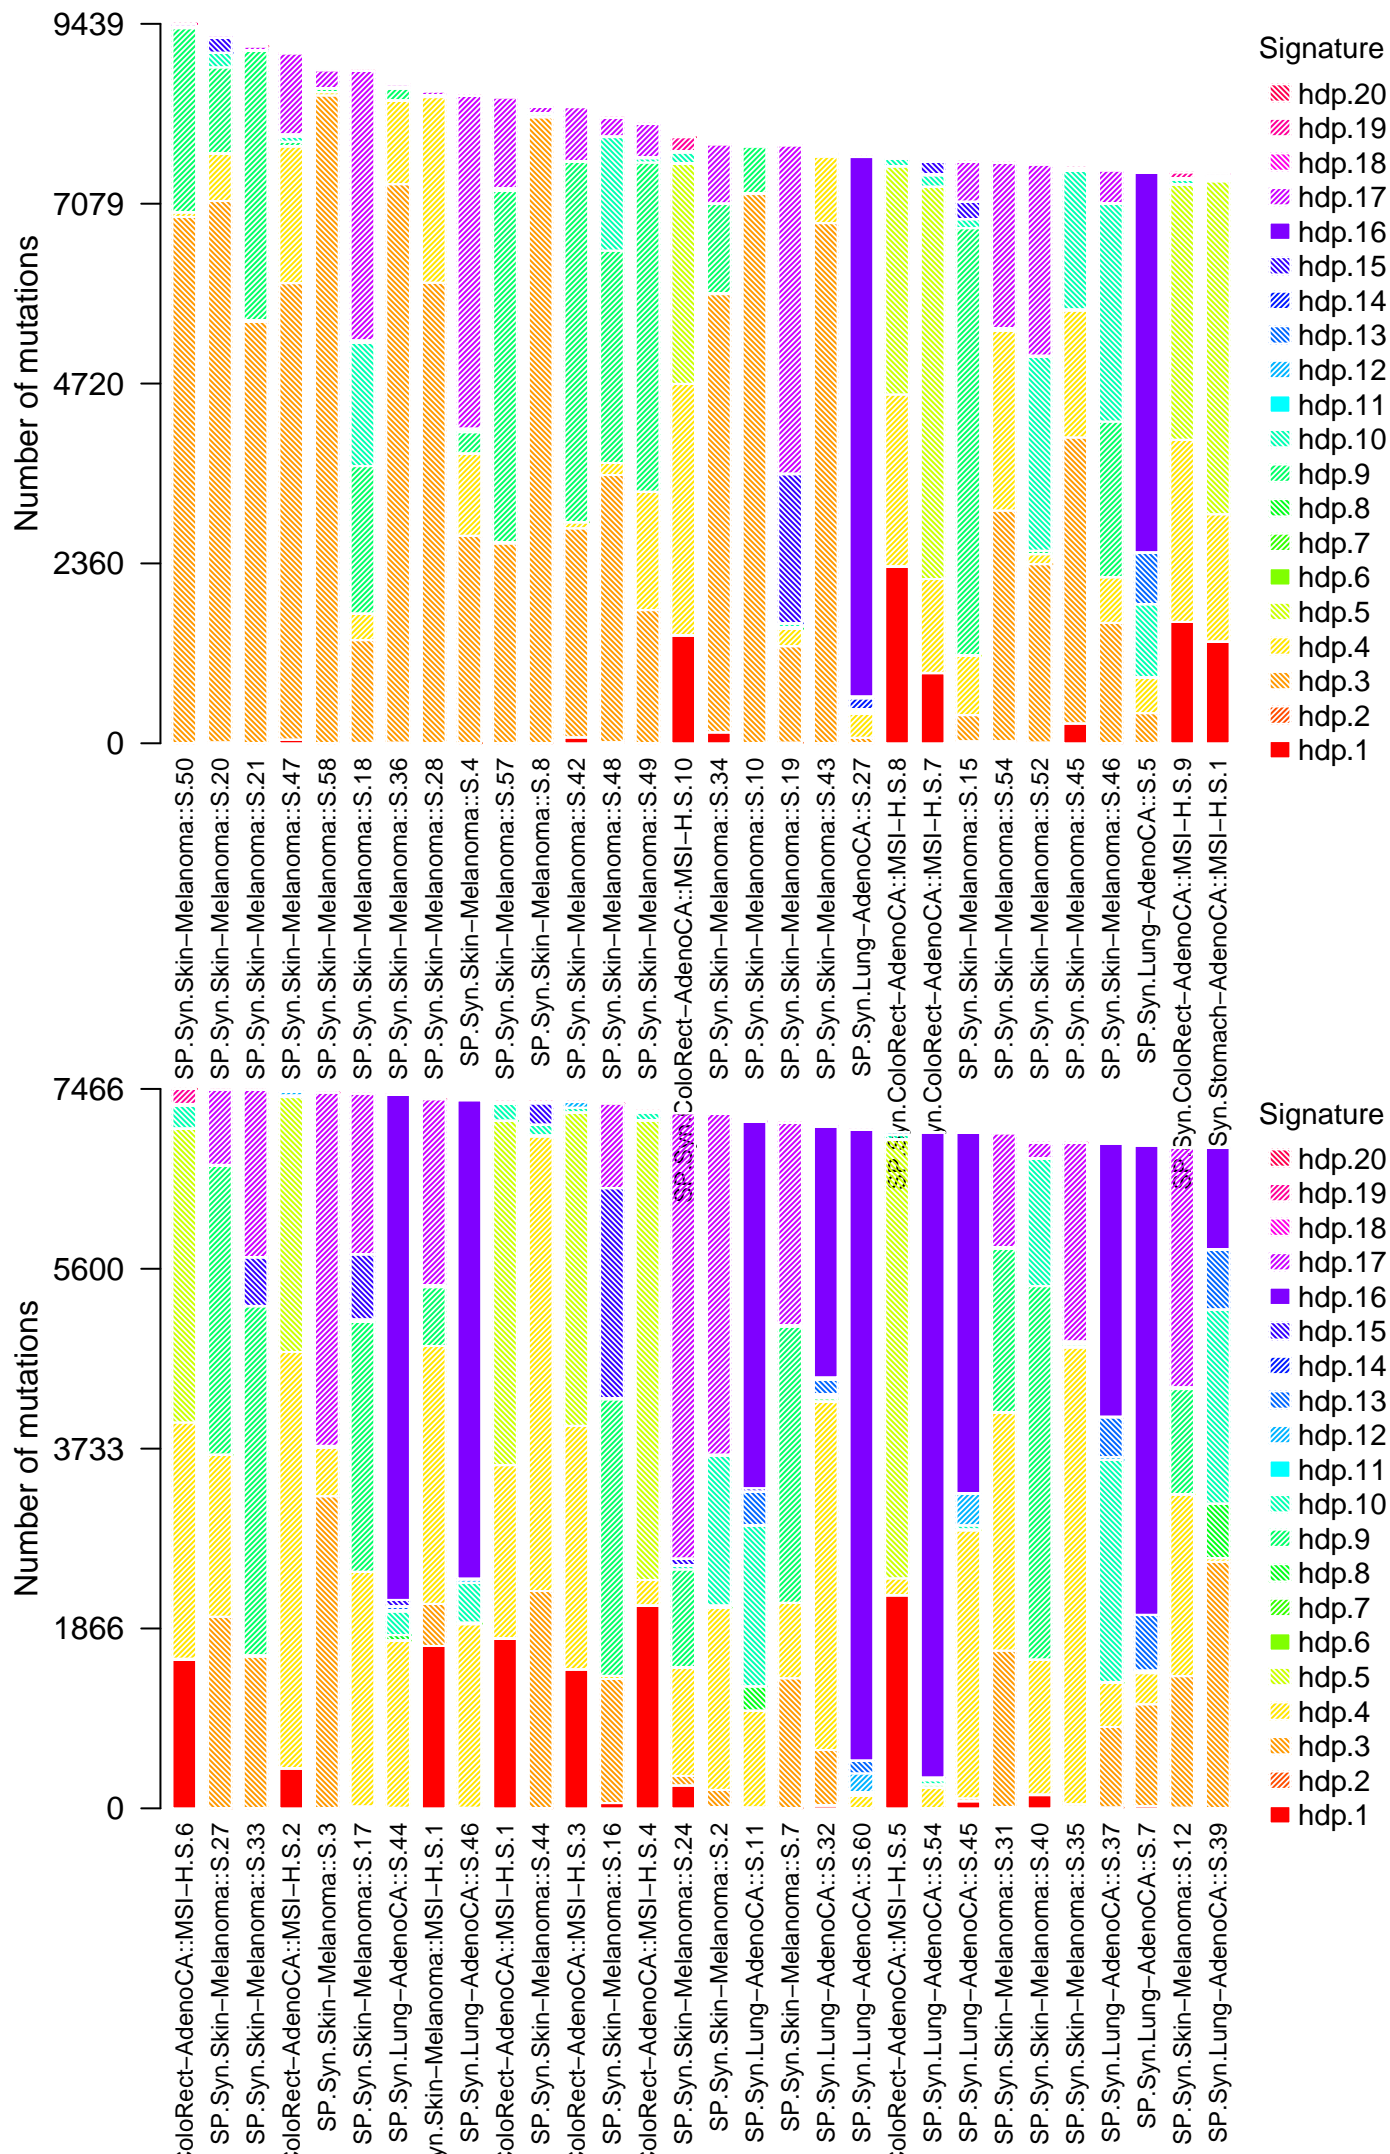 9439
7079
4720
2360
0
Number of mutations
Signature
hdp.20
hdp.19
hdp.18
hdp.17
hdp.16
hdp.15
hdp.14
hdp.13
hdp.12
hdp.11
hdp.10
hdp.9
hdp.8
hdp.7
hdp.6
hdp.5
hdp.4
hdp.3
hdp.2
hdp.1
SP.Syn.Skin−Melanoma::S.50
SP.Syn.Skin−Melanoma::S.20
SP.Syn.Skin−Melanoma::S.21
SP.Syn.Skin−Melanoma::S.47
SP.Syn.Skin−Melanoma::S.58
SP.Syn.Skin−Melanoma::S.18
SP.Syn.Skin−Melanoma::S.36
SP.Syn.Skin−Melanoma::S.28
SP.Syn.Skin−Melanoma::S.4
SP.Syn.Skin−Melanoma::S.57
SP.Syn.Skin−Melanoma::S.8
SP.Syn.Skin−Melanoma::S.42
SP.Syn.Skin−Melanoma::S.48
SP.Syn.Skin−Melanoma::S.49
SP.Syn.ColoRect−AdenoCA::MSI−H.S.10
SP.Syn.Skin−Melanoma::S.34
SP.Syn.Skin−Melanoma::S.10
SP.Syn.Skin−Melanoma::S.19
SP.Syn.Skin−Melanoma::S.43
SP.Syn.Lung−AdenoCA::S.27
SP.Syn.ColoRect−AdenoCA::MSI−H.S.8
yn.ColoRect−AdenoCA::MSI−H.S.7
SP.Syn.Skin−Melanoma::S.15
SP.Syn.Skin−Melanoma::S.54
SP.Syn.Skin−Melanoma::S.52
SP.Syn.Skin−Melanoma::S.45
SP.Syn.Skin−Melanoma::S.46
SP.Syn.Lung−AdenoCA::S.5
SP.Syn.ColoRect−AdenoCA::MSI−H.S.9
Syn.Stomach−AdenoCA::MSI−H.S.1
7466
5600
3733
1866
0
Number of mutations
Signature
hdp.20
hdp.19
hdp.18
hdp.17
hdp.16
hdp.15
hdp.14
hdp.13
hdp.12
hdp.11
hdp.10
hdp.9
hdp.8
hdp.7
hdp.6
hdp.5
hdp.4
hdp.3
hdp.2
hdp.1
oloRect−AdenoCA::MSI−H.S.6
SP.Syn.Skin−Melanoma::S.27
SP.Syn.Skin−Melanoma::S.33
oloRect−AdenoCA::MSI−H.S.2
SP.Syn.Skin−Melanoma::S.3
SP.Syn.Skin−Melanoma::S.17
SP.Syn.Lung−AdenoCA::S.44
yn.Skin−Melanoma::MSI−H.S.1
SP.Syn.Lung−AdenoCA::S.46
oloRect−AdenoCA::MSI−H.S.1
SP.Syn.Skin−Melanoma::S.44
oloRect−AdenoCA::MSI−H.S.3
SP.Syn.Skin−Melanoma::S.16
oloRect−AdenoCA::MSI−H.S.4
SP.Syn.Skin−Melanoma::S.24
SP.Syn.Skin−Melanoma::S.2
SP.Syn.Lung−AdenoCA::S.11
SP.Syn.Skin−Melanoma::S.7
SP.Syn.Lung−AdenoCA::S.32
SP.Syn.Lung−AdenoCA::S.60
ColoRect−AdenoCA::MSI−H.S.5
SP.Syn.Lung−AdenoCA::S.54
SP.Syn.Lung−AdenoCA::S.45
SP.Syn.Skin−Melanoma::S.31
SP.Syn.Skin−Melanoma::S.40
SP.Syn.Skin−Melanoma::S.35
SP.Syn.Lung−AdenoCA::S.37
SP.Syn.Lung−AdenoCA::S.7
SP.Syn.Skin−Melanoma::S.12
SP.Syn.Lung−AdenoCA::S.39